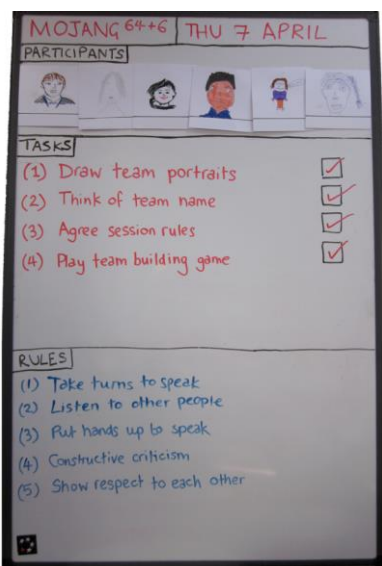 MOJANG 64+6 THU 7 APRIL
PARTICIPANTS
TASKS
(1) Draw team portraits
(2) Think of team name
(3) Agree session rules
(4) Play team building game
RULES
(1) Take turns to speak
(2) Listen to other people
(3) Put hands up to speak
(4) Constructive criticism
(5) Show respect to each other